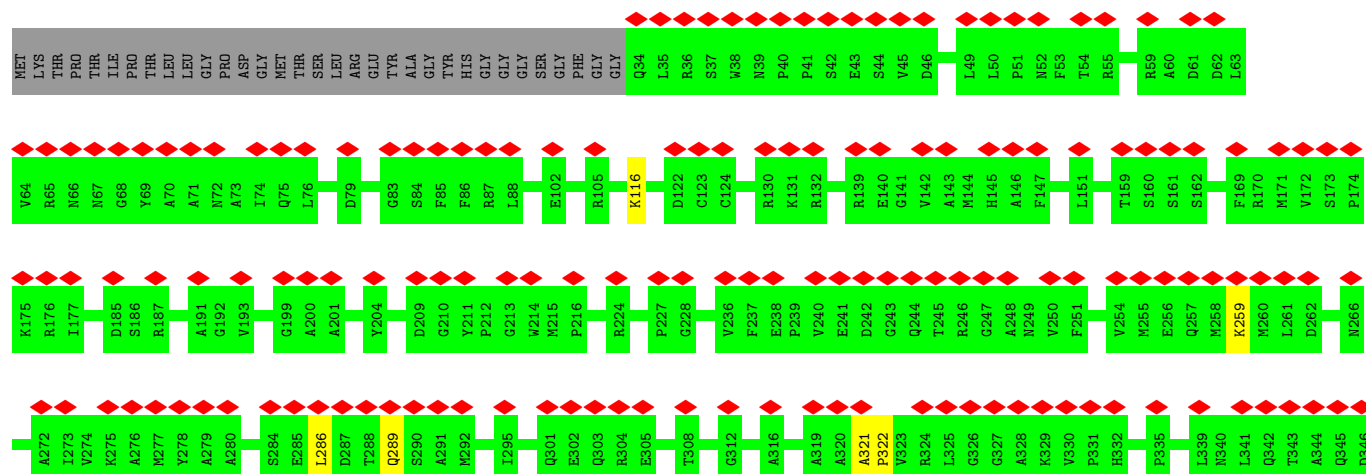 MET LYS THR PRO THR ILE PRO THR LEU LEU GLY PRO ASP GLY MET THR SER LEU ARG GLU TYR ALA GLY TYR HIS GLY GLY GLY SER GLY PHE GLY GLY Q34 L35 R36 S37 W38 N39 P40 P41 S42 E43 S44 V45 D46 L49 L50 P51 N52 F53 T54 R55 R59 A60 D61 D62 L63
V64 R65 N66 N67 G68 Y69 A70 A71 N72 A73 I74 Q75 L76 D79 G83 S84 F85 F86 R87 L88 E102 R105 K116 D122 C123 C124 R130 K131 R132 R139 E140 G141 V142 A143 M144 H145 A146 F147 L151 T159 S160 S161 S162 F169 R170 M171 V172 S173 P174
K175 R176 I177 D185 S186 R187 A191 G192 V193 G199 A200 A201 Y204 D209 G210 Y211 P212 G213 W214 M215 P216 R224 P227 G228 V236 F237 E238 P239 V240 E241 D242 G243 Q244 T245 R246 G247 A248 N249 V250 F251 V254 M255 E256 Q257 M258 K259 M260 L261 D262 N266
A272 I273 V274 K275 A276 M277 Y278 A279 A280 S284 E285 L286 D287 T288 Q289 S290 A291 M292 I295 Q301 E302 Q303 R304 E305 T308 G312 A316 A319 A320 A321 P322 V323 R324 L325 G326 G327 A328 K329 V330 P331 H332 P335 L339 N340 L341 Q342 T343 A344 Q345 D346